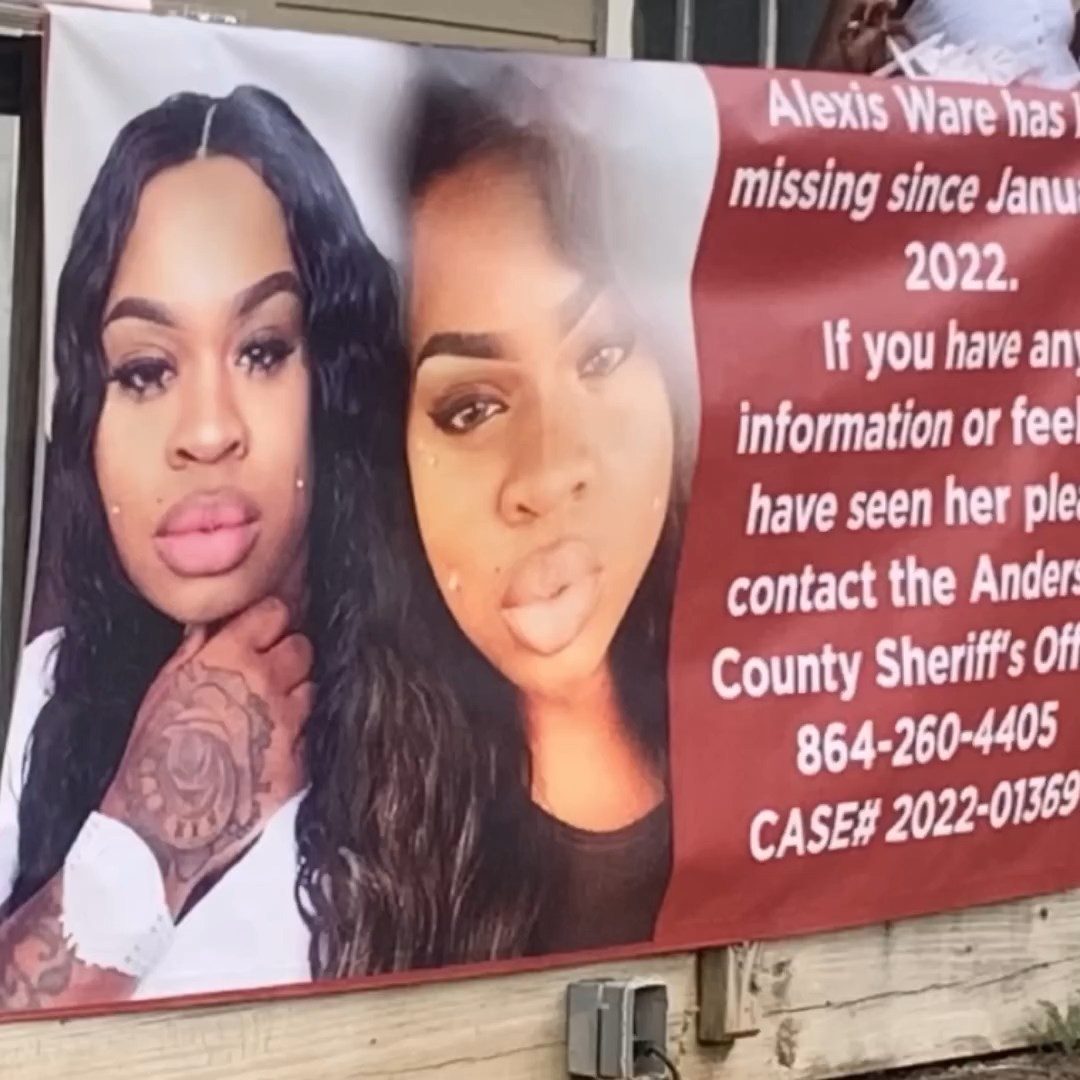 Alexis Ware has
missing since Janu
2022.
If you have any
information or feel
have seen her plea
contact the Anders
County Sheriff's Off
864-260-4405
CASE# 2022-01369